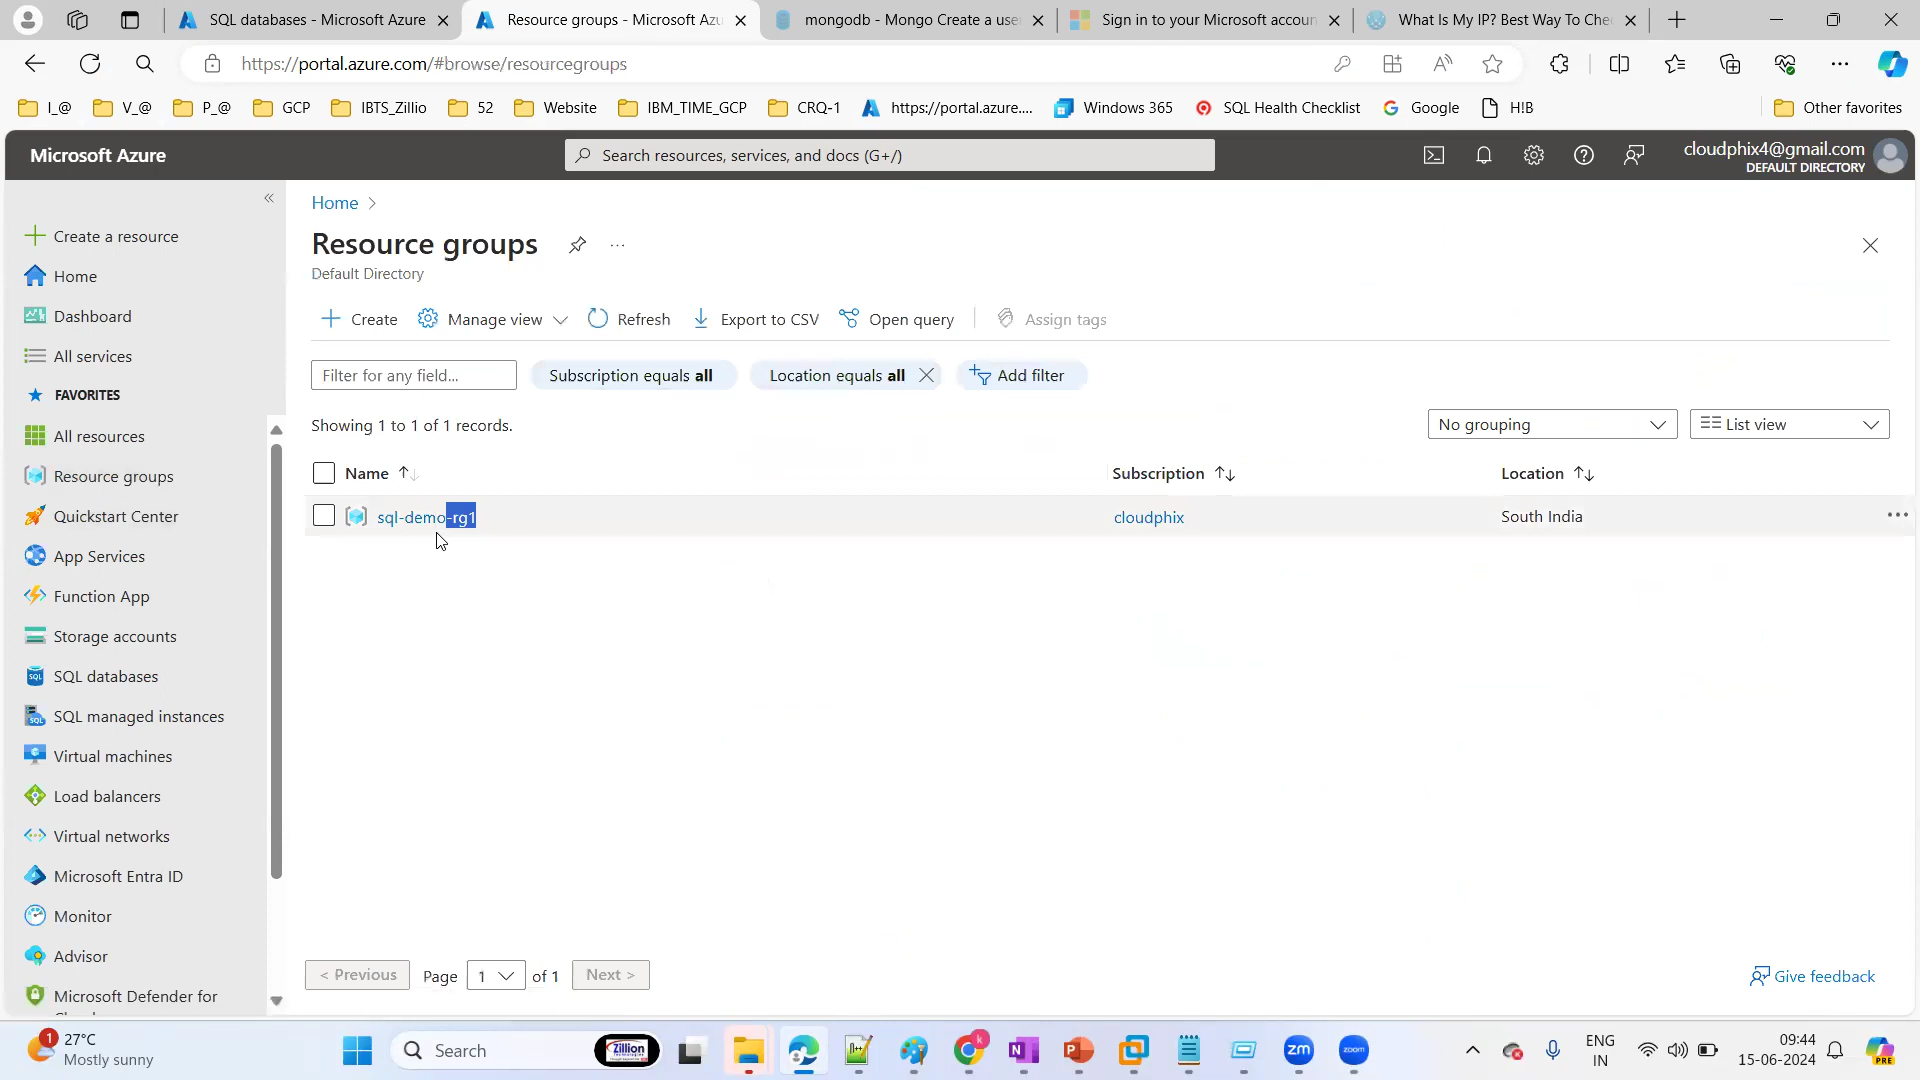 SQL databases - Microsoft Azure
Resource groups - Microsoft Azu
mongodb - Mongo Create a use
Sign in to your Microsoft accoun
What Is My IP? Best Way To Che
https://portal.azure.com/#browse/resourcegroups
I_@
V_@
P_@
GCP
IBTS_Zillio
52
Website
IBM_TIME_GCP
CRQ-1
https://portal.azure....
Windows 365
SQL Health Checklist
Google
H!B
Other favorites
Microsoft Azure
Search resources, services, and docs (G+/)
cloudphix4@gmail.com
DEFAULT DIRECTORY
Create a resource
Home
Dashboard
All services
FAVORITES
All resources
Resource groups
Quickstart Center
App Services
Function App
Storage accounts
SQL databases
SQL managed instances
Virtual machines
Load balancers
Virtual networks
Microsoft Entra ID
Monitor
Advisor
Microsoft Defender for
Home >
Resource groups
Default Directory
Create
Manage view
Refresh
Export to CSV
Open query
Assign tags
Filter for any field...
Subscription equals all
Location equals all
Add filter
Showing 1 to 1 of 1 records.
No grouping
List view
Name
Subscription
Location
sql-demo-rg1
cloudphix
South India
< Previous
Page
1
of 1
Next >
Give feedback
1
27°C
Mostly sunny
Search
Zillion
zm
zoom
ENG
IN
09:44
15-06-2024
PRE